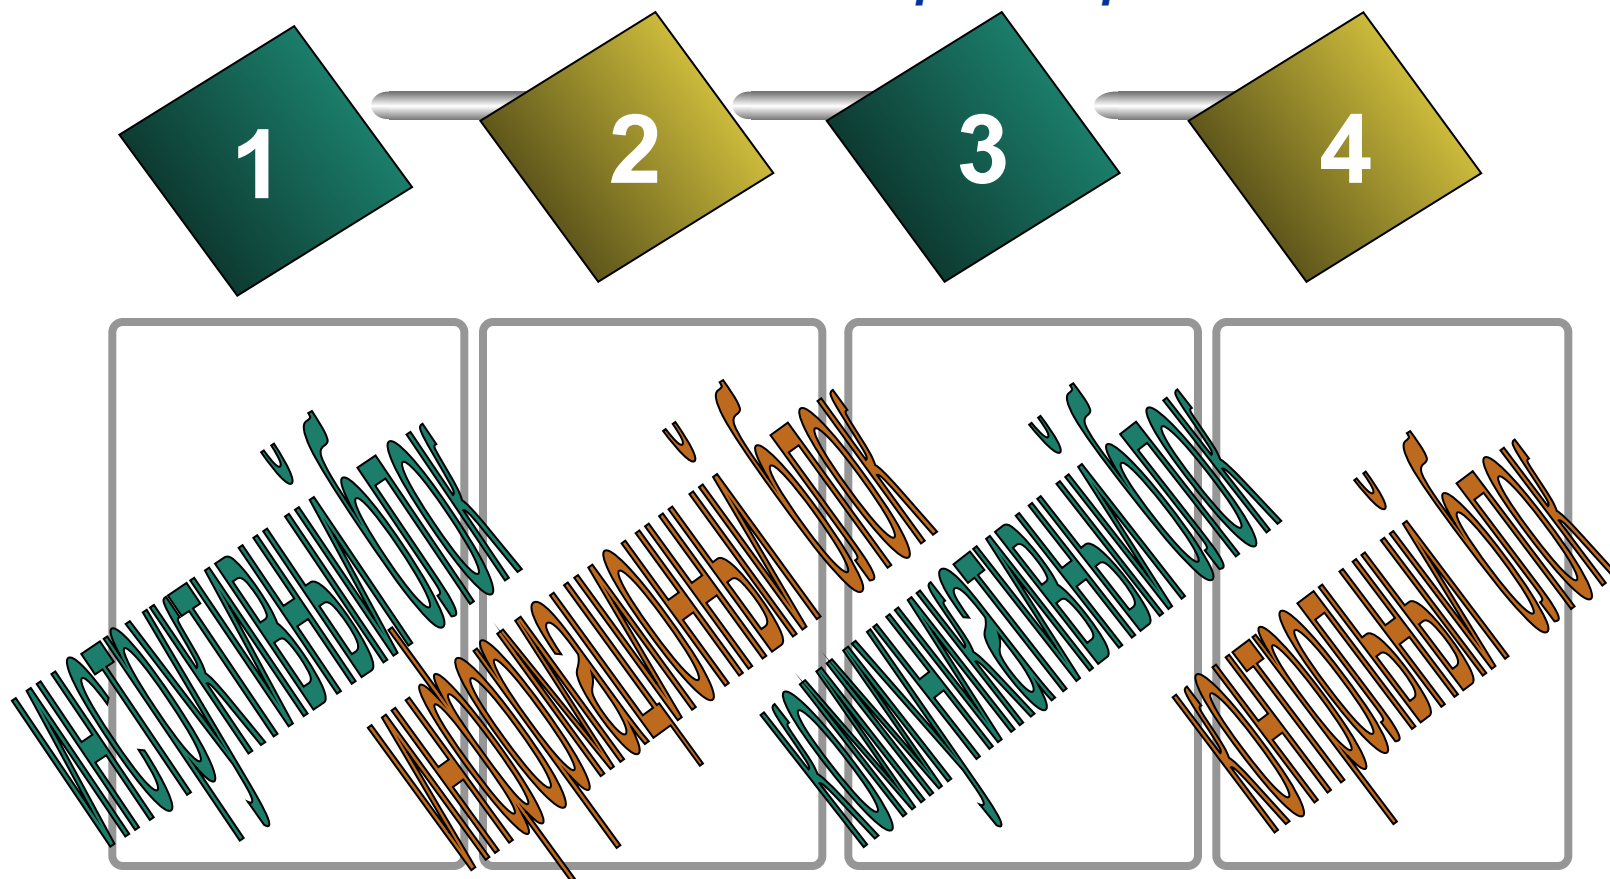 1
2
3
4
инструктивный блок
информационный блок
коммуникативный блок
контрольный блок